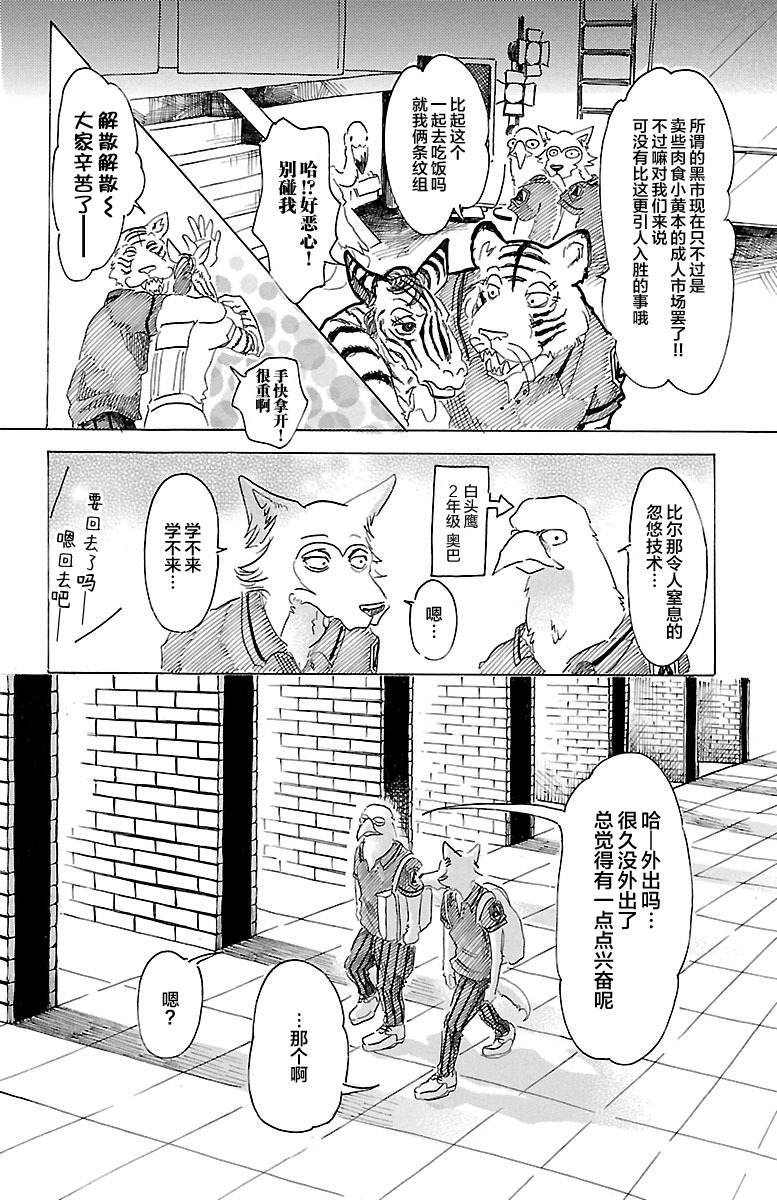 所谓的黑市现在只不过是
卖些肉食小黄本的成人市场罢了!!
不过嘛对我们来说
可没有比这更引人入胜的事哦
比起这个
一起去吃饭吗
就我俩条纹组
哈!?好恶心!
别碰我
解散解散~
大家辛苦了——
手快拿开!
很重啊
比尔那令人窒息的
忽悠技术…
白头鹰
2年级 奥巴
嗯…
学不来
学不来…
要回去了吗
嗯回去吧
哈—外出吗…
很久没外出了
总觉得有一点点兴奋呢
…那个啊
嗯?